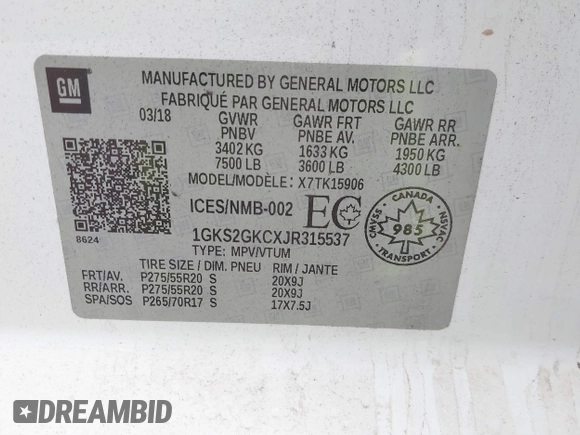 GM
MANUFACTURED BY GENERAL MOTORS LLC
FABRIQUÉ PAR GENERAL MOTORS LLC
03/18 GVWR GAWR FRT GAWR RR
PNBV PNBE AV. PNBE ARR.
3402 KG 1633 KG 1950 KG
7500 LB 3600 LB 4300 LB
MODEL/MODÈLE: X7TK15906
ICES/NMB-002 EC
CANADA
CMVSS 985 NSVAC
TRANSPORT
8624
1GKS2GKCXJR315537
TYPE: MPV/VTUM
TIRE SIZE / DIM. PNEU RIM / JANTE
FRT/AV. P275/55R20 S 20X9J
RR/ARR. P275/55R20 S 20X9J
SPA/SOS P265/70R17 S 17X7.5J
DREAMBID